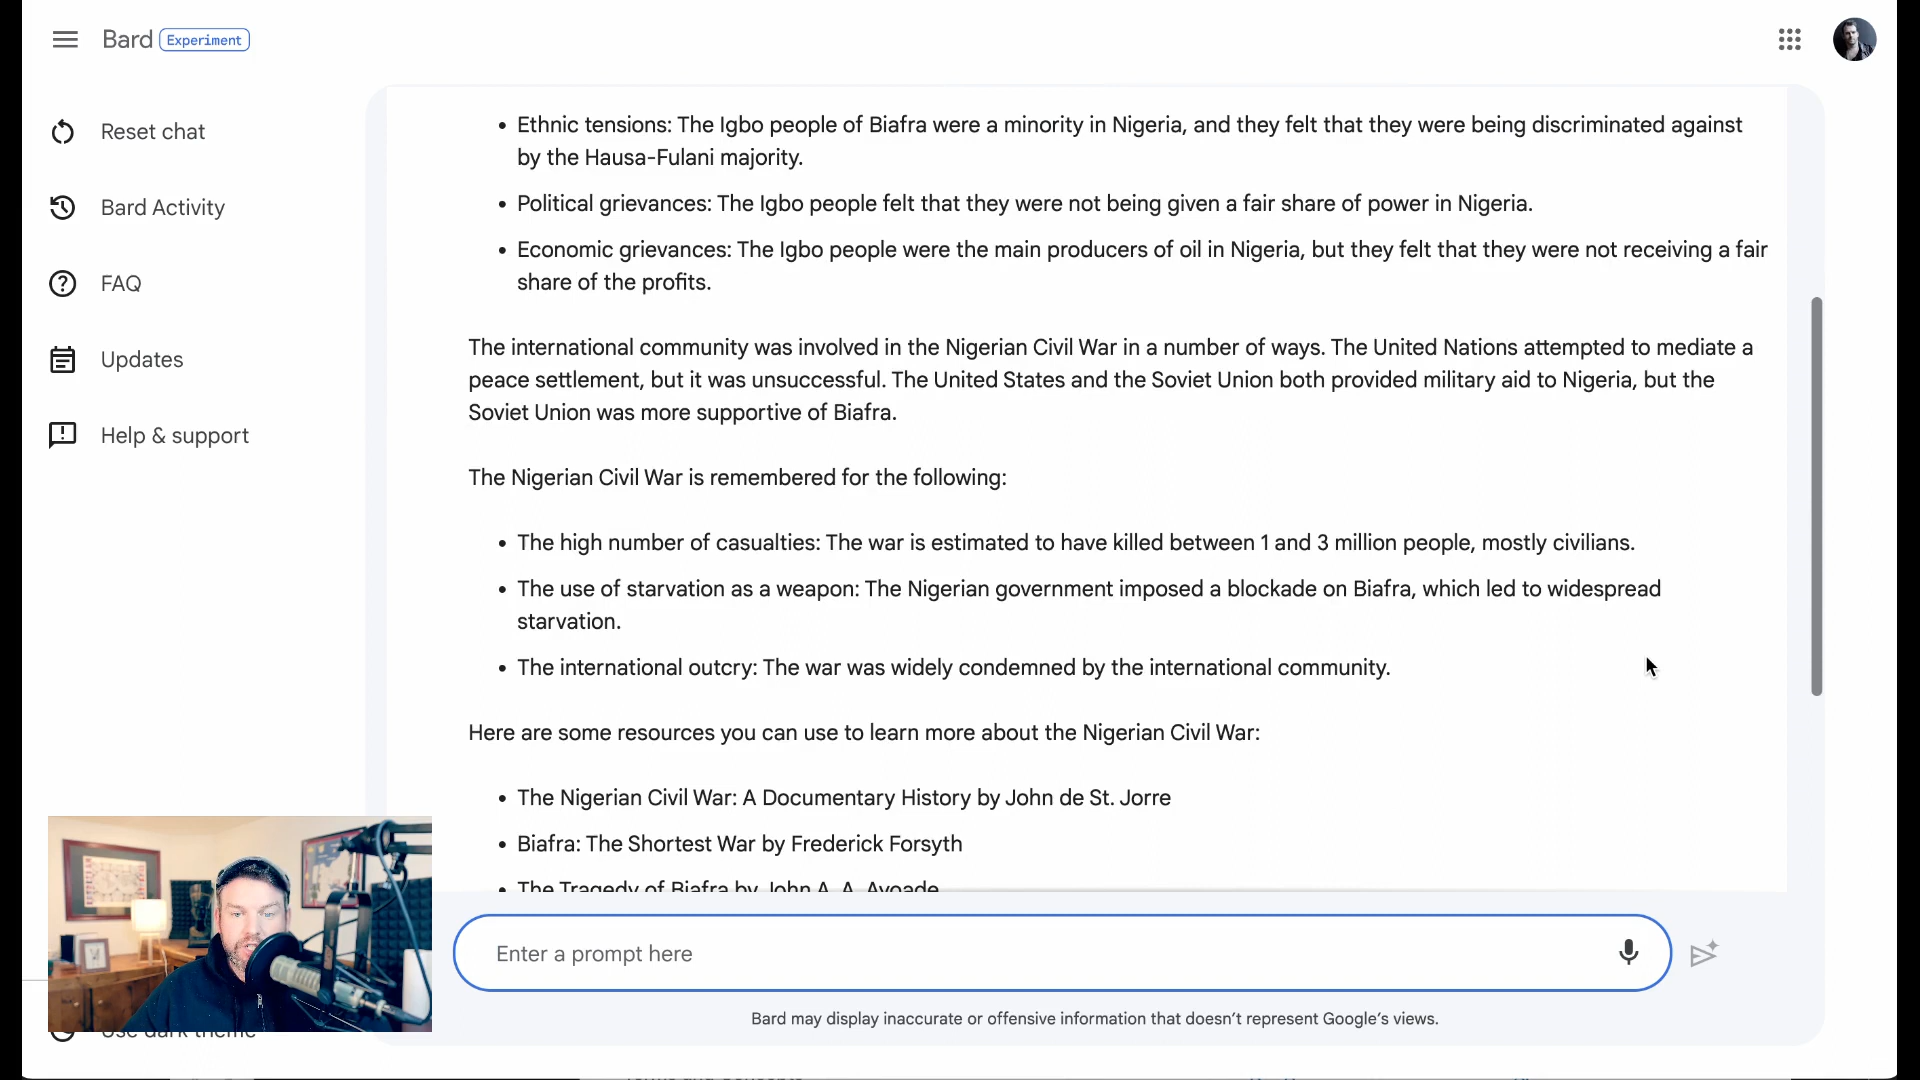 Bard Experiment
Reset chat
Bard Activity
FAQ
Updates
Help & support
• Ethnic tensions: The Igbo people of Biafra were a minority in Nigeria, and they felt that they were being discriminated against
by the Hausa-Fulani majority.
• Political grievances: The Igbo people felt that they were not being given a fair share of power in Nigeria.
• Economic grievances: The Igbo people were the main producers of oil in Nigeria, but they felt that they were not receiving a fair
share of the profits.
The international community was involved in the Nigerian Civil War in a number of ways. The United Nations attempted to mediate a
peace settlement, but it was unsuccessful. The United States and the Soviet Union both provided military aid to Nigeria, but the
Soviet Union was more supportive of Biafra.
The Nigerian Civil War is remembered for the following:
• The high number of casualties: The war is estimated to have killed between 1 and 3 million people, mostly civilians.
• The use of starvation as a weapon: The Nigerian government imposed a blockade on Biafra, which led to widespread
starvation.
• The international outcry: The war was widely condemned by the international community.
Here are some resources you can use to learn more about the Nigerian Civil War:
• The Nigerian Civil War: A Documentary History by John de St. Jorre
• Biafra: The Shortest War by Frederick Forsyth
• The Tragedy of Biafra by John A. A. Ayoade
Enter a prompt here
Bard may display inaccurate or offensive information that doesn't represent Google's views.
Use dark theme